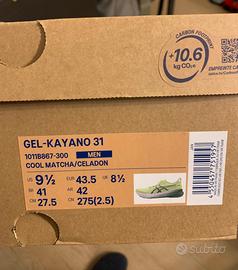 CARBON FOOTPRINT
+10.6
kg CO₂e
EMPREINTE CA
GEL-KAYANO 31
1011B867-300 MEN
COOL MATCHA/CELADON
US 9½ EUR 43.5 UK 8½
BR 41 AR 42
CM 27.5 CN 275(2.5)
subito